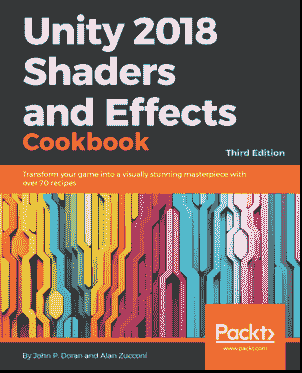 Unity 2018
Shaders
and Effects
Cookbook
Third Edition
Transform your game into a visually stunning masterpiece with
over 70 recipes
Packt>
www.packt.com
By John P. Doran and Alan Zucconi